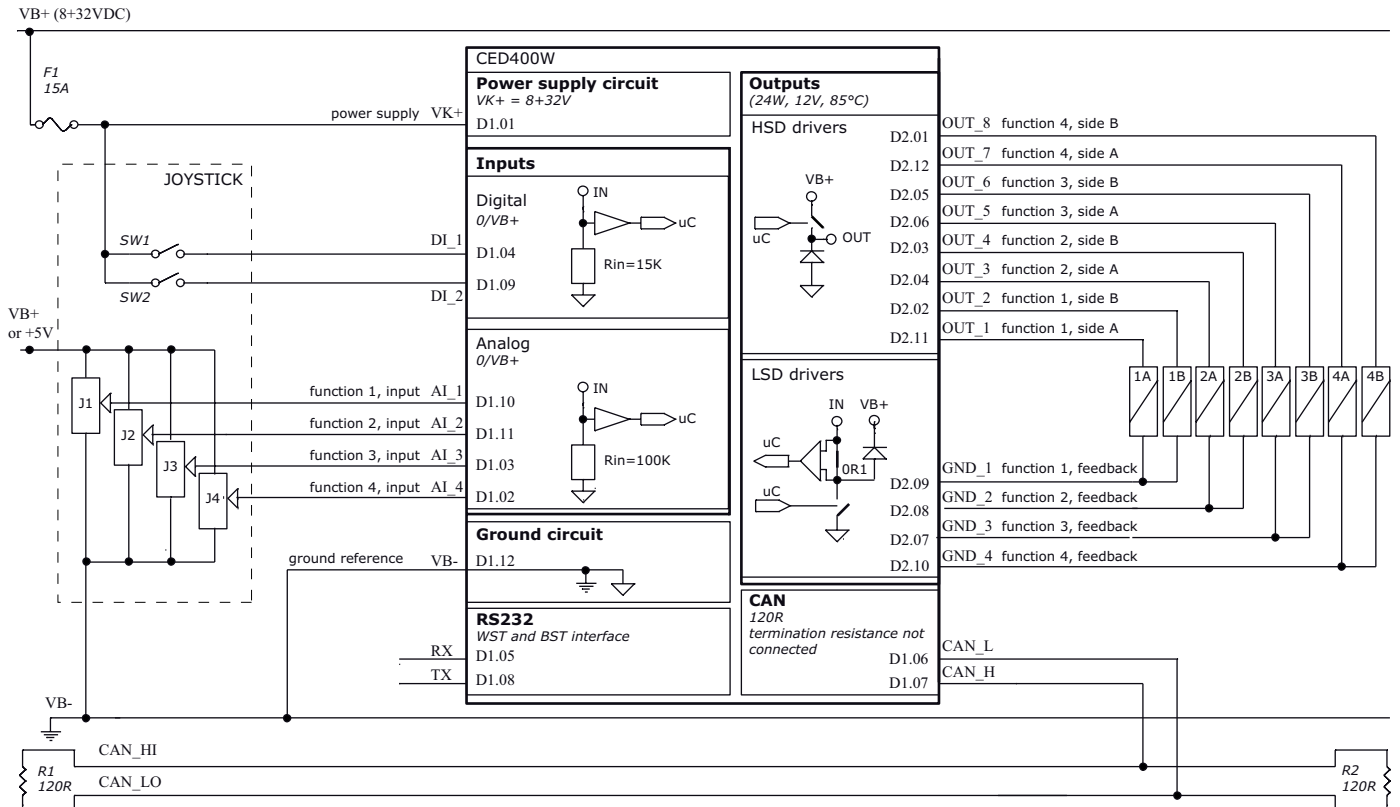 VB+ (8+32VDC)
F1
15A
power supply VK+
JOYSTICK
SW1
SW2
DI_1
DI_2
VB+
or +5V
J1
J2
J3
J4
function 1, input AI_1
function 2, input AI_2
function 3, input AI_3
function 4, input AI_4
ground reference VB-
RX
TX
VB-
CED400W
Power supply circuit
VK+ = 8+32V
D1.01
Inputs
Digital
0/VB+
D1.04
D1.09
IN
uC
Rin=15K
Analog
0/VB+
D1.10
D1.11
D1.03
D1.02
IN
uC
Rin=100K
Ground circuit
D1.12
RS232
WST and BST interface
D1.05
D1.08
Outputs
(24W, 12V, 85°C)
HSD drivers
VB+
uC
OUT
D2.01
D2.12
D2.05
D2.06
D2.03
D2.04
D2.02
D2.11
LSD drivers
IN VB+
uC
0R1
uC
D2.09
D2.08
D2.07
D2.10
CAN
120R
termination resistance not
connected
D1.06
D1.07
OUT_8 function 4, side B
OUT_7 function 4, side A
OUT_6 function 3, side B
OUT_5 function 3, side A
OUT_4 function 2, side B
OUT_3 function 2, side A
OUT_2 function 1, side B
OUT_1 function 1, side A
1A 1B 2A 2B 3A 3B 4A 4B
GND_1 function 1, feedback
GND_2 function 2, feedback
GND_3 function 3, feedback
GND_4 function 4, feedback
CAN_L
CAN_H
CAN_HI
CAN_LO
R1
120R
R2
120R